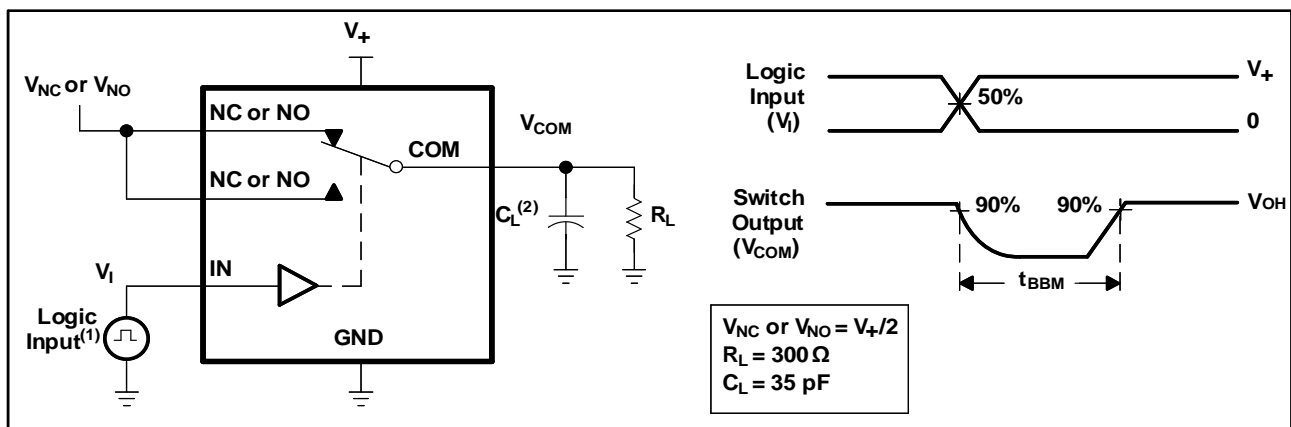 V+
VNC or VNO
NC or NO
VCOM
COM
NC or NO
CL(2)
RL
VI
IN
Logic
Input(1)
GND
Logic
Input
(VI)
V+
50%
0
Switch
Output
(VCOM)
90%
90%
VOH
tBBM
VNC or VNO = V+/2
RL = 300 Ω
CL = 35 pF